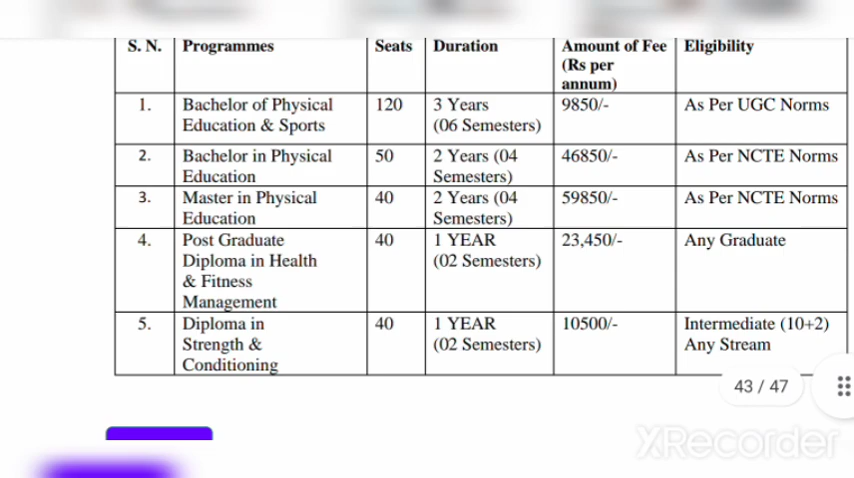 S. N. Programmes Seats Duration Amount of Fee (Rs per annum) Eligibility
1. Bachelor of Physical Education & Sports 120 3 Years (06 Semesters) 9850/- As Per UGC Norms
2. Bachelor in Physical Education 50 2 Years (04 Semesters) 46850/- As Per NCTE Norms
3. Master in Physical Education 40 2 Years (04 Semesters) 59850/- As Per NCTE Norms
4. Post Graduate Diploma in Health & Fitness Management 40 1 YEAR (02 Semesters) 23,450/- Any Graduate
5. Diploma in Strength & Conditioning 40 1 YEAR (02 Semesters) 10500/- Intermediate (10+2) Any Stream
43 / 47
XRecorder